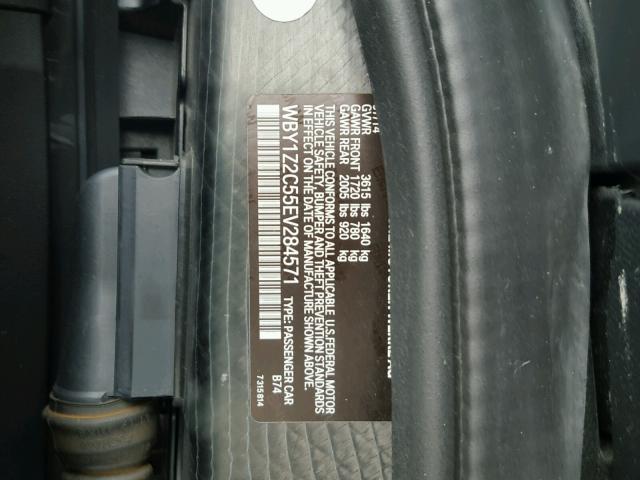 GVWR 3615 lbs 1640 kg
GAWR FRONT 1720 lbs 780 kg
GAWR REAR 2005 lbs 920 kg
THIS VEHICLE CONFORMS TO ALL APPLICABLE U.S. FEDERAL MOTOR
VEHICLE SAFETY, BUMPER AND THEFT PREVENTION STANDARDS
IN EFFECT ON THE DATE OF MANUFACTURE SHOWN ABOVE.
WBY1Z2C55EV284571 TYPE: PASSENGER CAR
B74
7315814